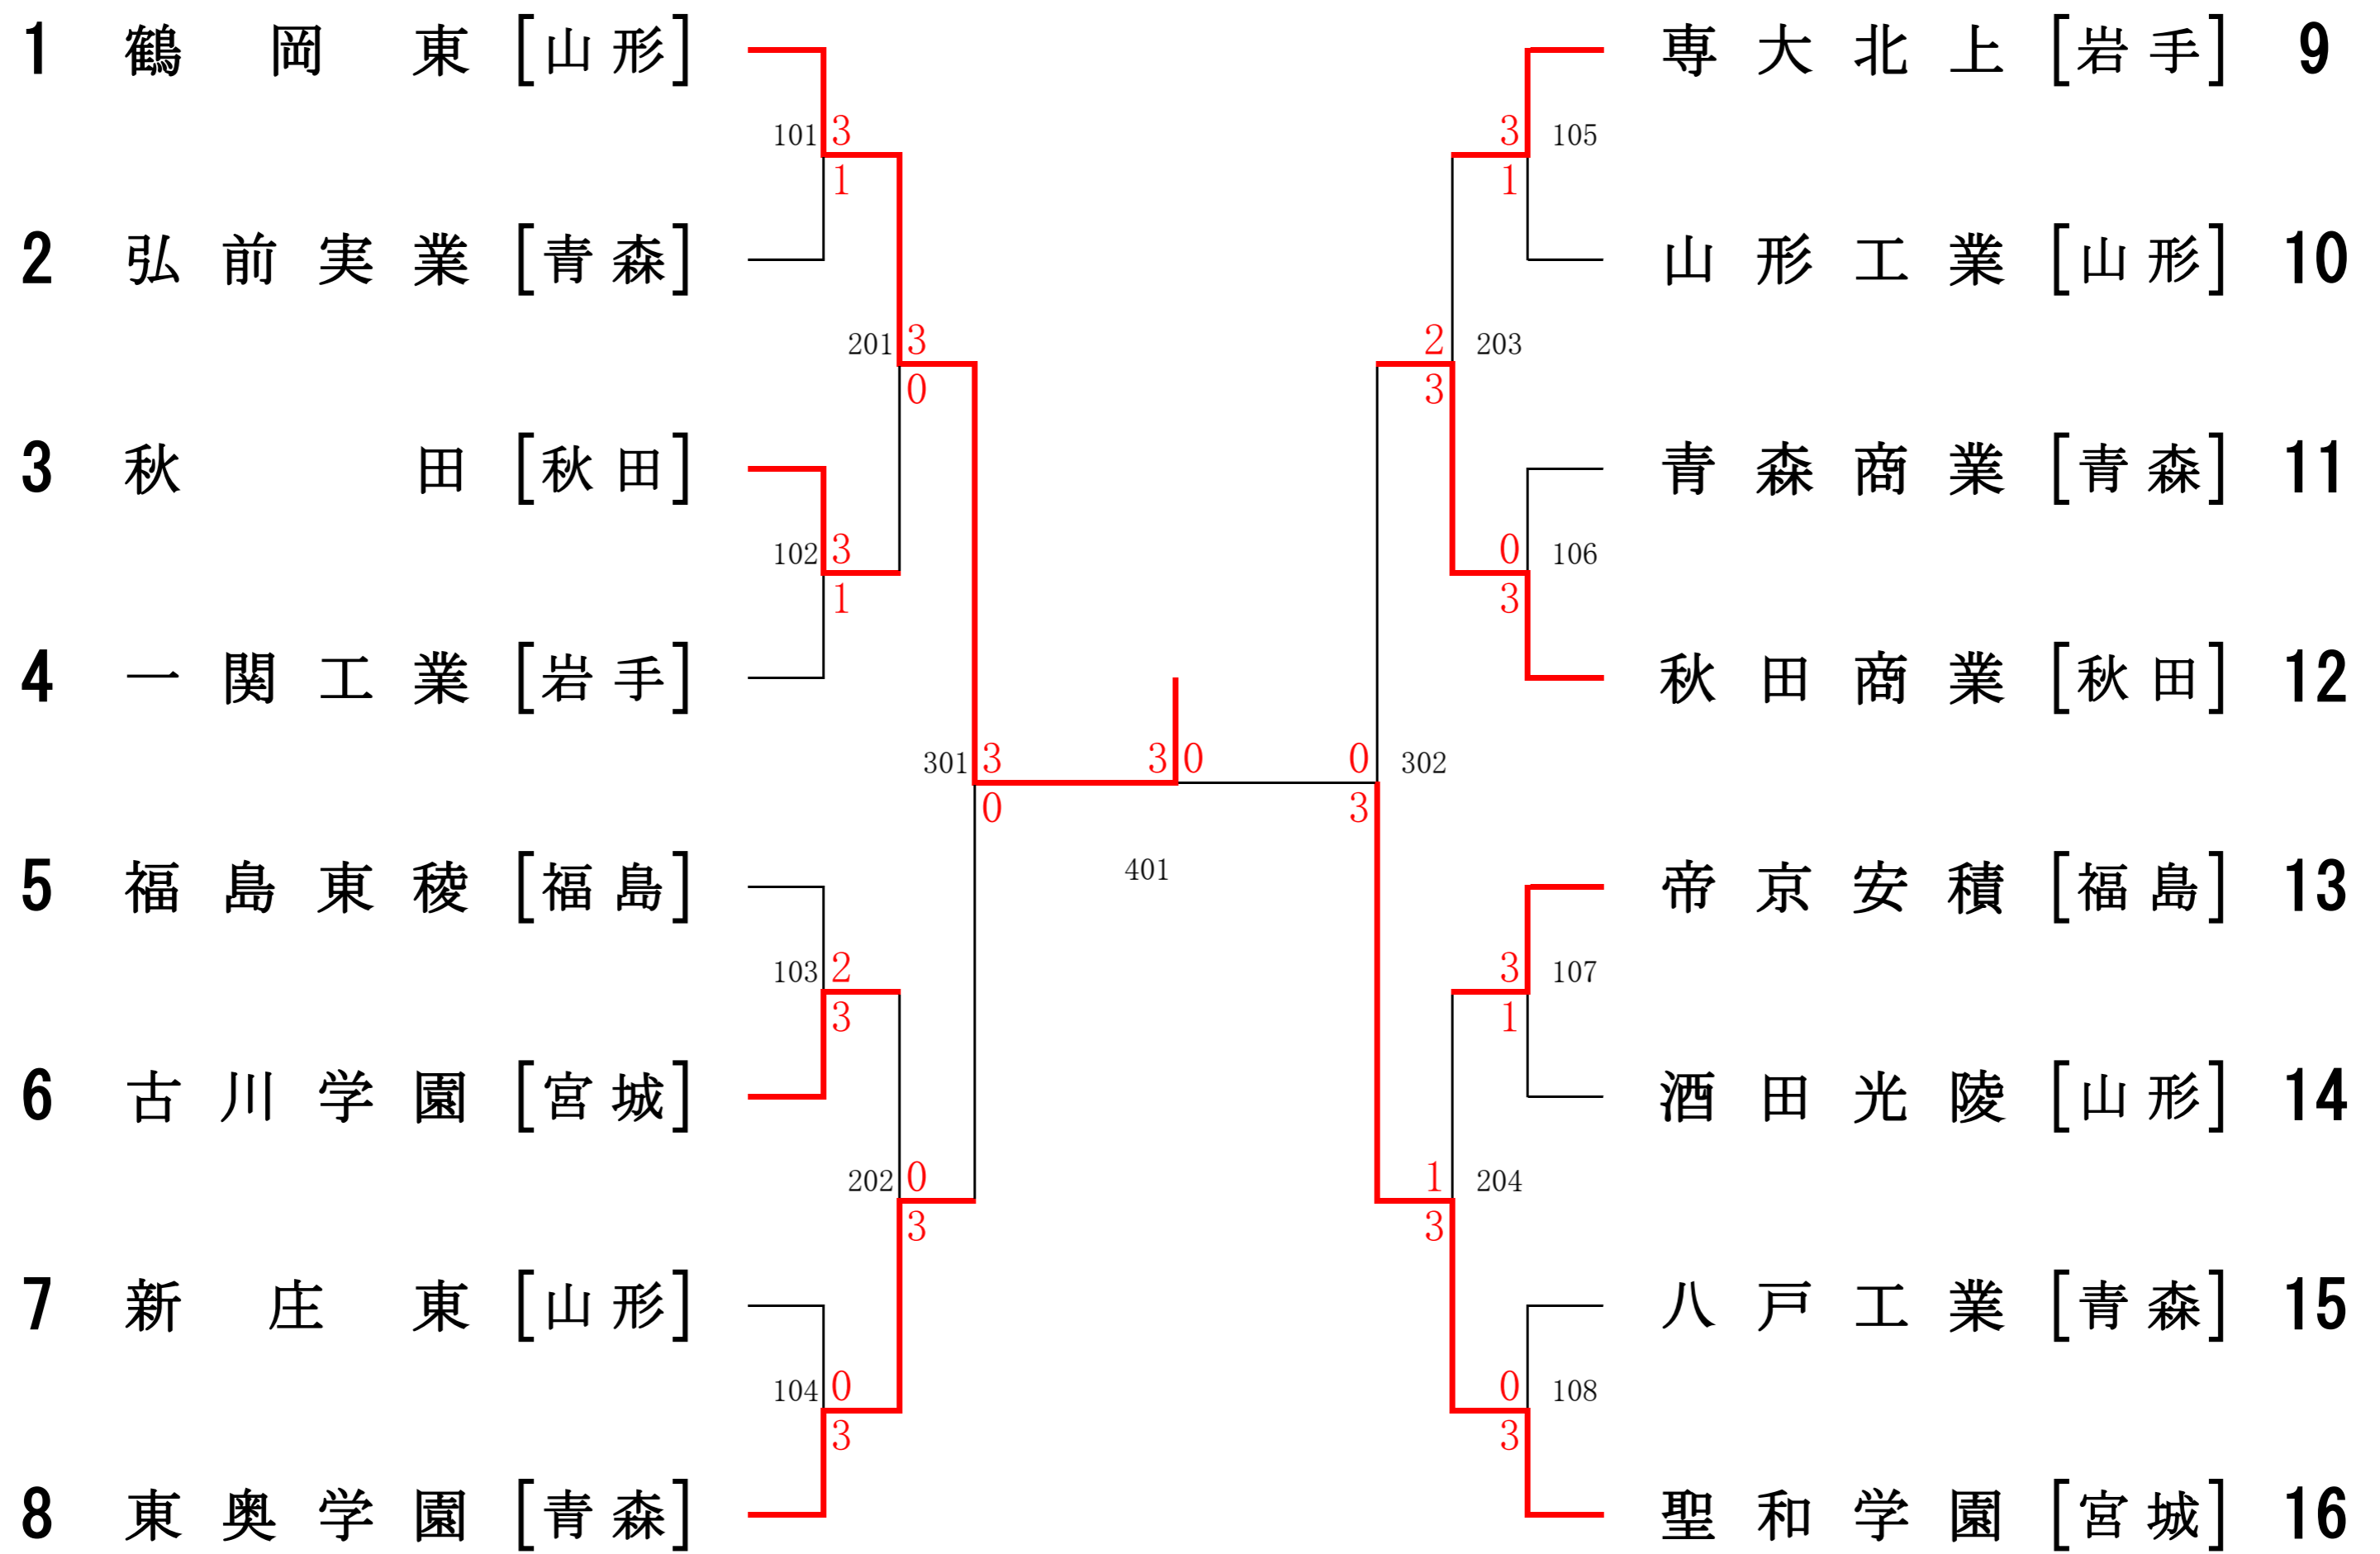 1 鶴岡東 [山形] 専大北上 [岩手] 9
101 3 3 105
1 1
2 弘前実業 [青森] 山形工業 [山形] 10
201 3 2 203
0 3
3 秋田 [秋田] 青森商業 [青森] 11
102 3 0 106
1 3
4 一関工業 [岩手] 秋田商業 [秋田] 12
301 3 3 0 0 302
0 3
5 福島東稜 [福島] 401 帝京安積 [福島] 13
103 2 3 107
3 1
6 古川学園 [宮城] 酒田光陵 [山形] 14
202 0 1 204
3 3
7 新庄東 [山形] 八戸工業 [青森] 15
104 0 0 108
3 3
8 東奥学園 [青森] 聖和学園 [宮城] 16